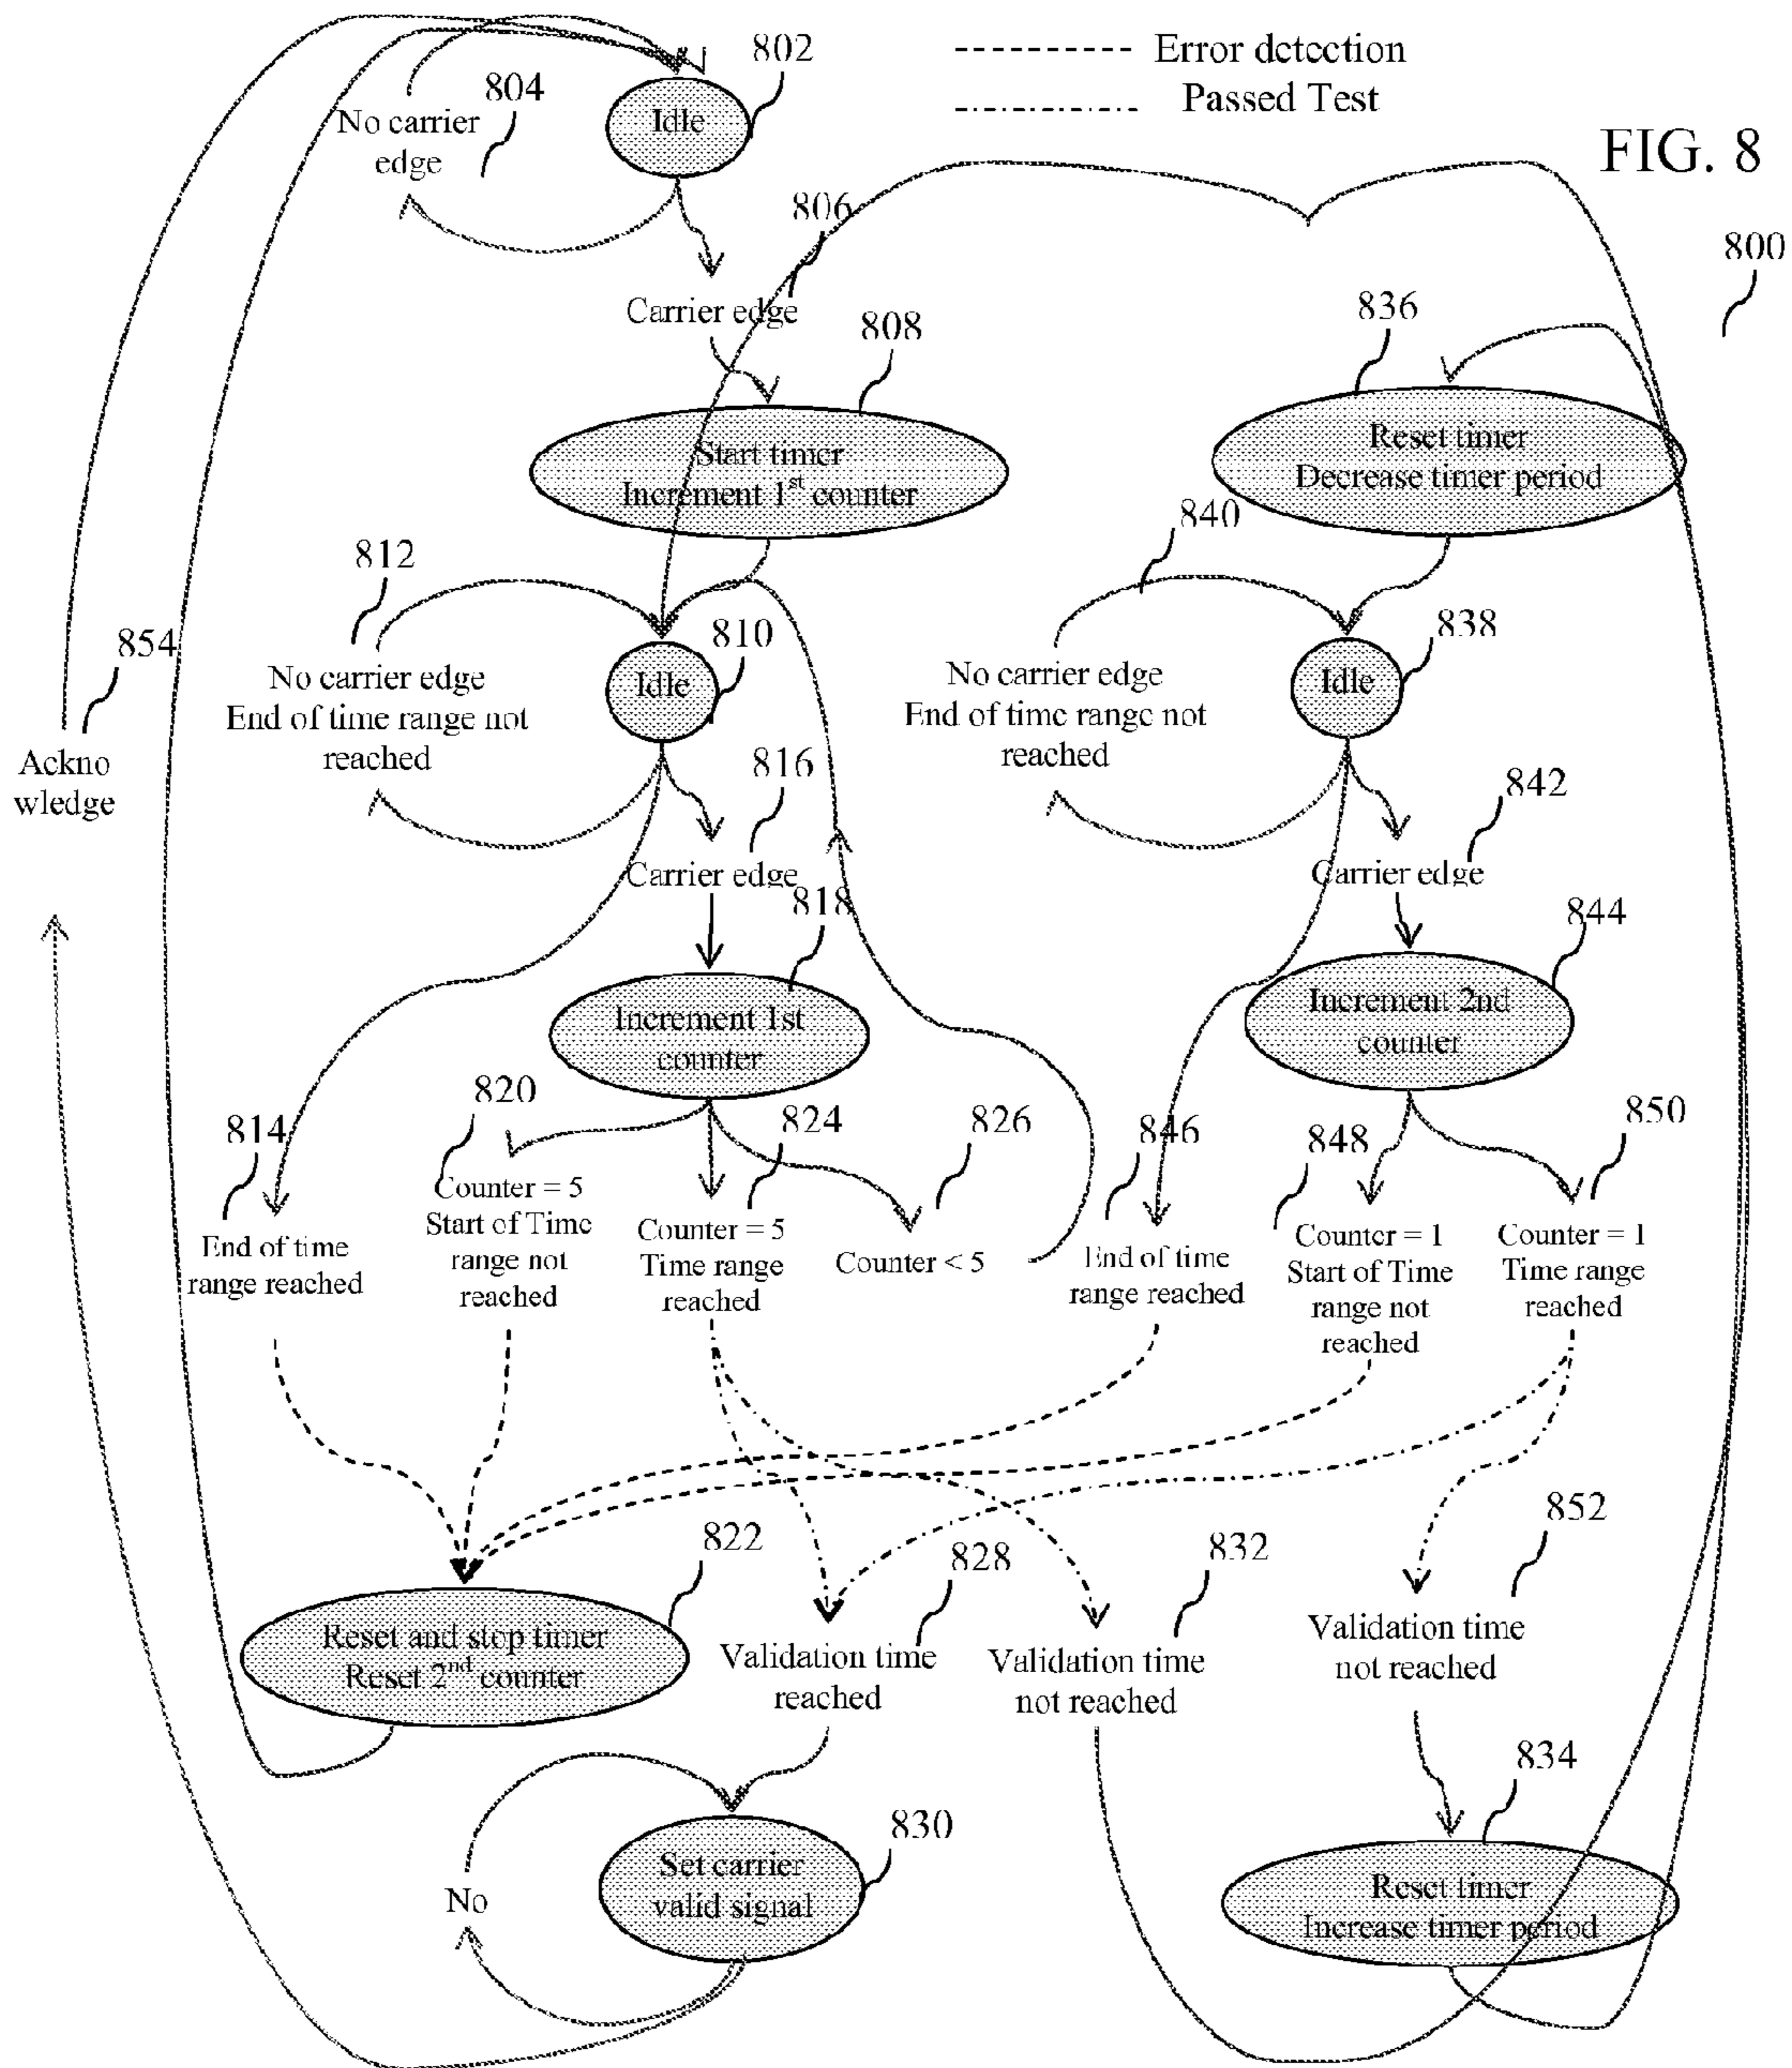 Error detection
Passed Test
FIG. 8
800
802
Idle
804
No carrier
edge
806
Carrier edge
808
Start timer
Increment 1st counter
836
Reset timer
Decrease timer period
812
No carrier edge
End of time range not
reached
810
Idle
840
No carrier edge
End of time range not
reached
838
Idle
854
Ackno
wledge
816
Carrier edge
842
Carrier edge
818
Increment 1st
counter
844
Increment 2nd
counter
814
End of time
range reached
820
Counter = 5
Start of Time
range not
reached
824
Counter = 5
Time range
reached
826
Counter < 5
846
End of time
range reached
848
Counter = 1
Start of Time
range not
reached
850
Counter = 1
Time range
reached
822
Reset and stop timer
Reset 2nd counter
828
Validation time
reached
832
Validation time
not reached
852
Validation time
not reached
No
830
Set carrier
valid signal
834
Reset timer
Increase timer period